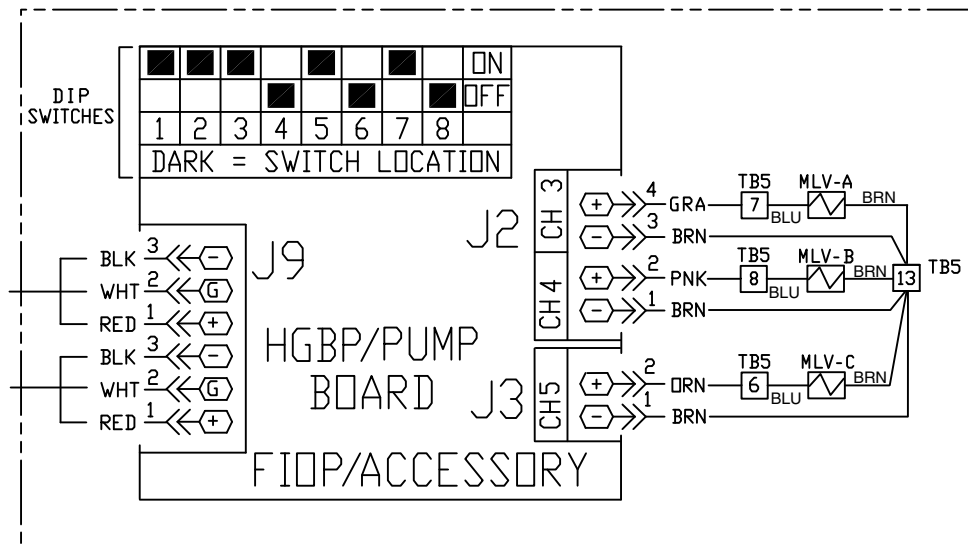 DIP
SWITCHES
ON
OFF
1 2 3 4 5 6 7 8
DARK = SWITCH LOCATION
J9
BLK 3 -
WHT 2 G
RED 1 +
BLK 3 -
WHT 2 G
RED 1 +
HGBP/PUMP
BOARD
FIOP/ACCESSORY
J2
CH 3
+ 4 GRA TB5 7 BLU MLV-A BRN
- 3 BRN
CH4
+ 2 PNK TB5 8 BLU MLV-B BRN 13 TB5
- 1 BRN
J3
CH5
+ 2 ORN TB5 6 BLU MLV-C BRN
- 1 BRN